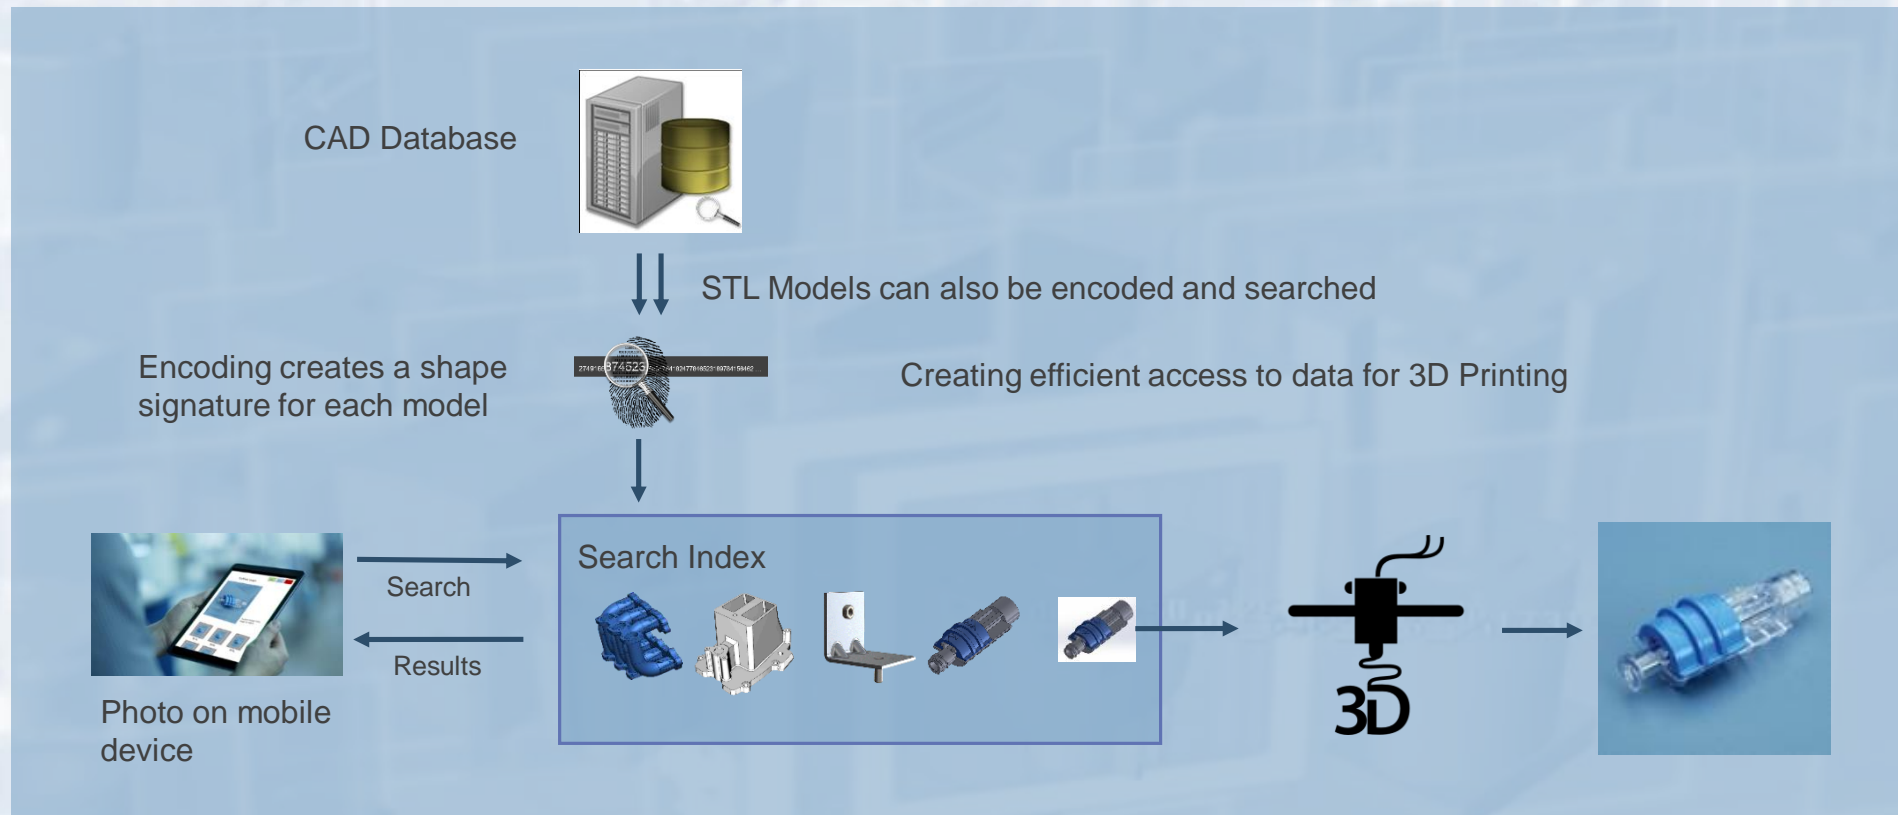 CAD Database
STL Models can also be encoded and searched
Encoding creates a shape
signature for each model
874523
Creating efficient access to data for 3D Printing
Search Index
Search
Results
Photo on mobile
device
3D